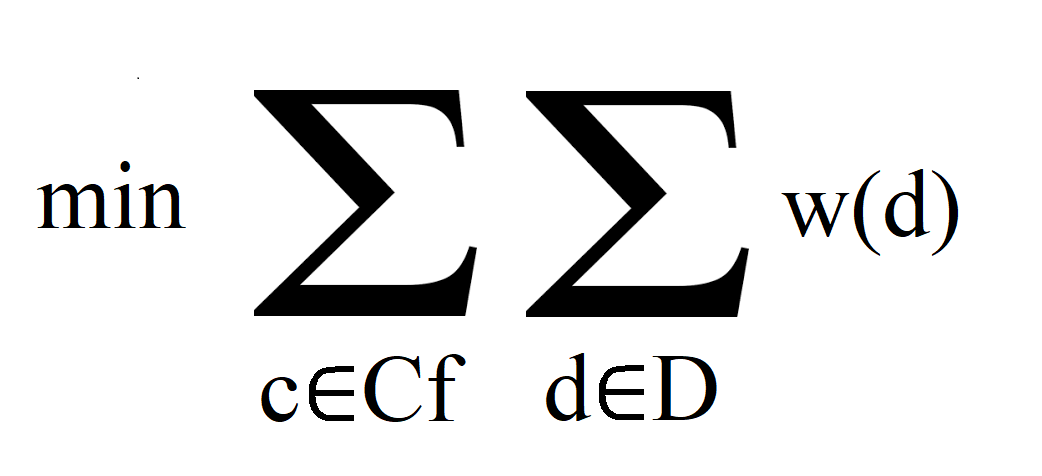 min ∑ ∑ w(d)
c∈Cf d∈D